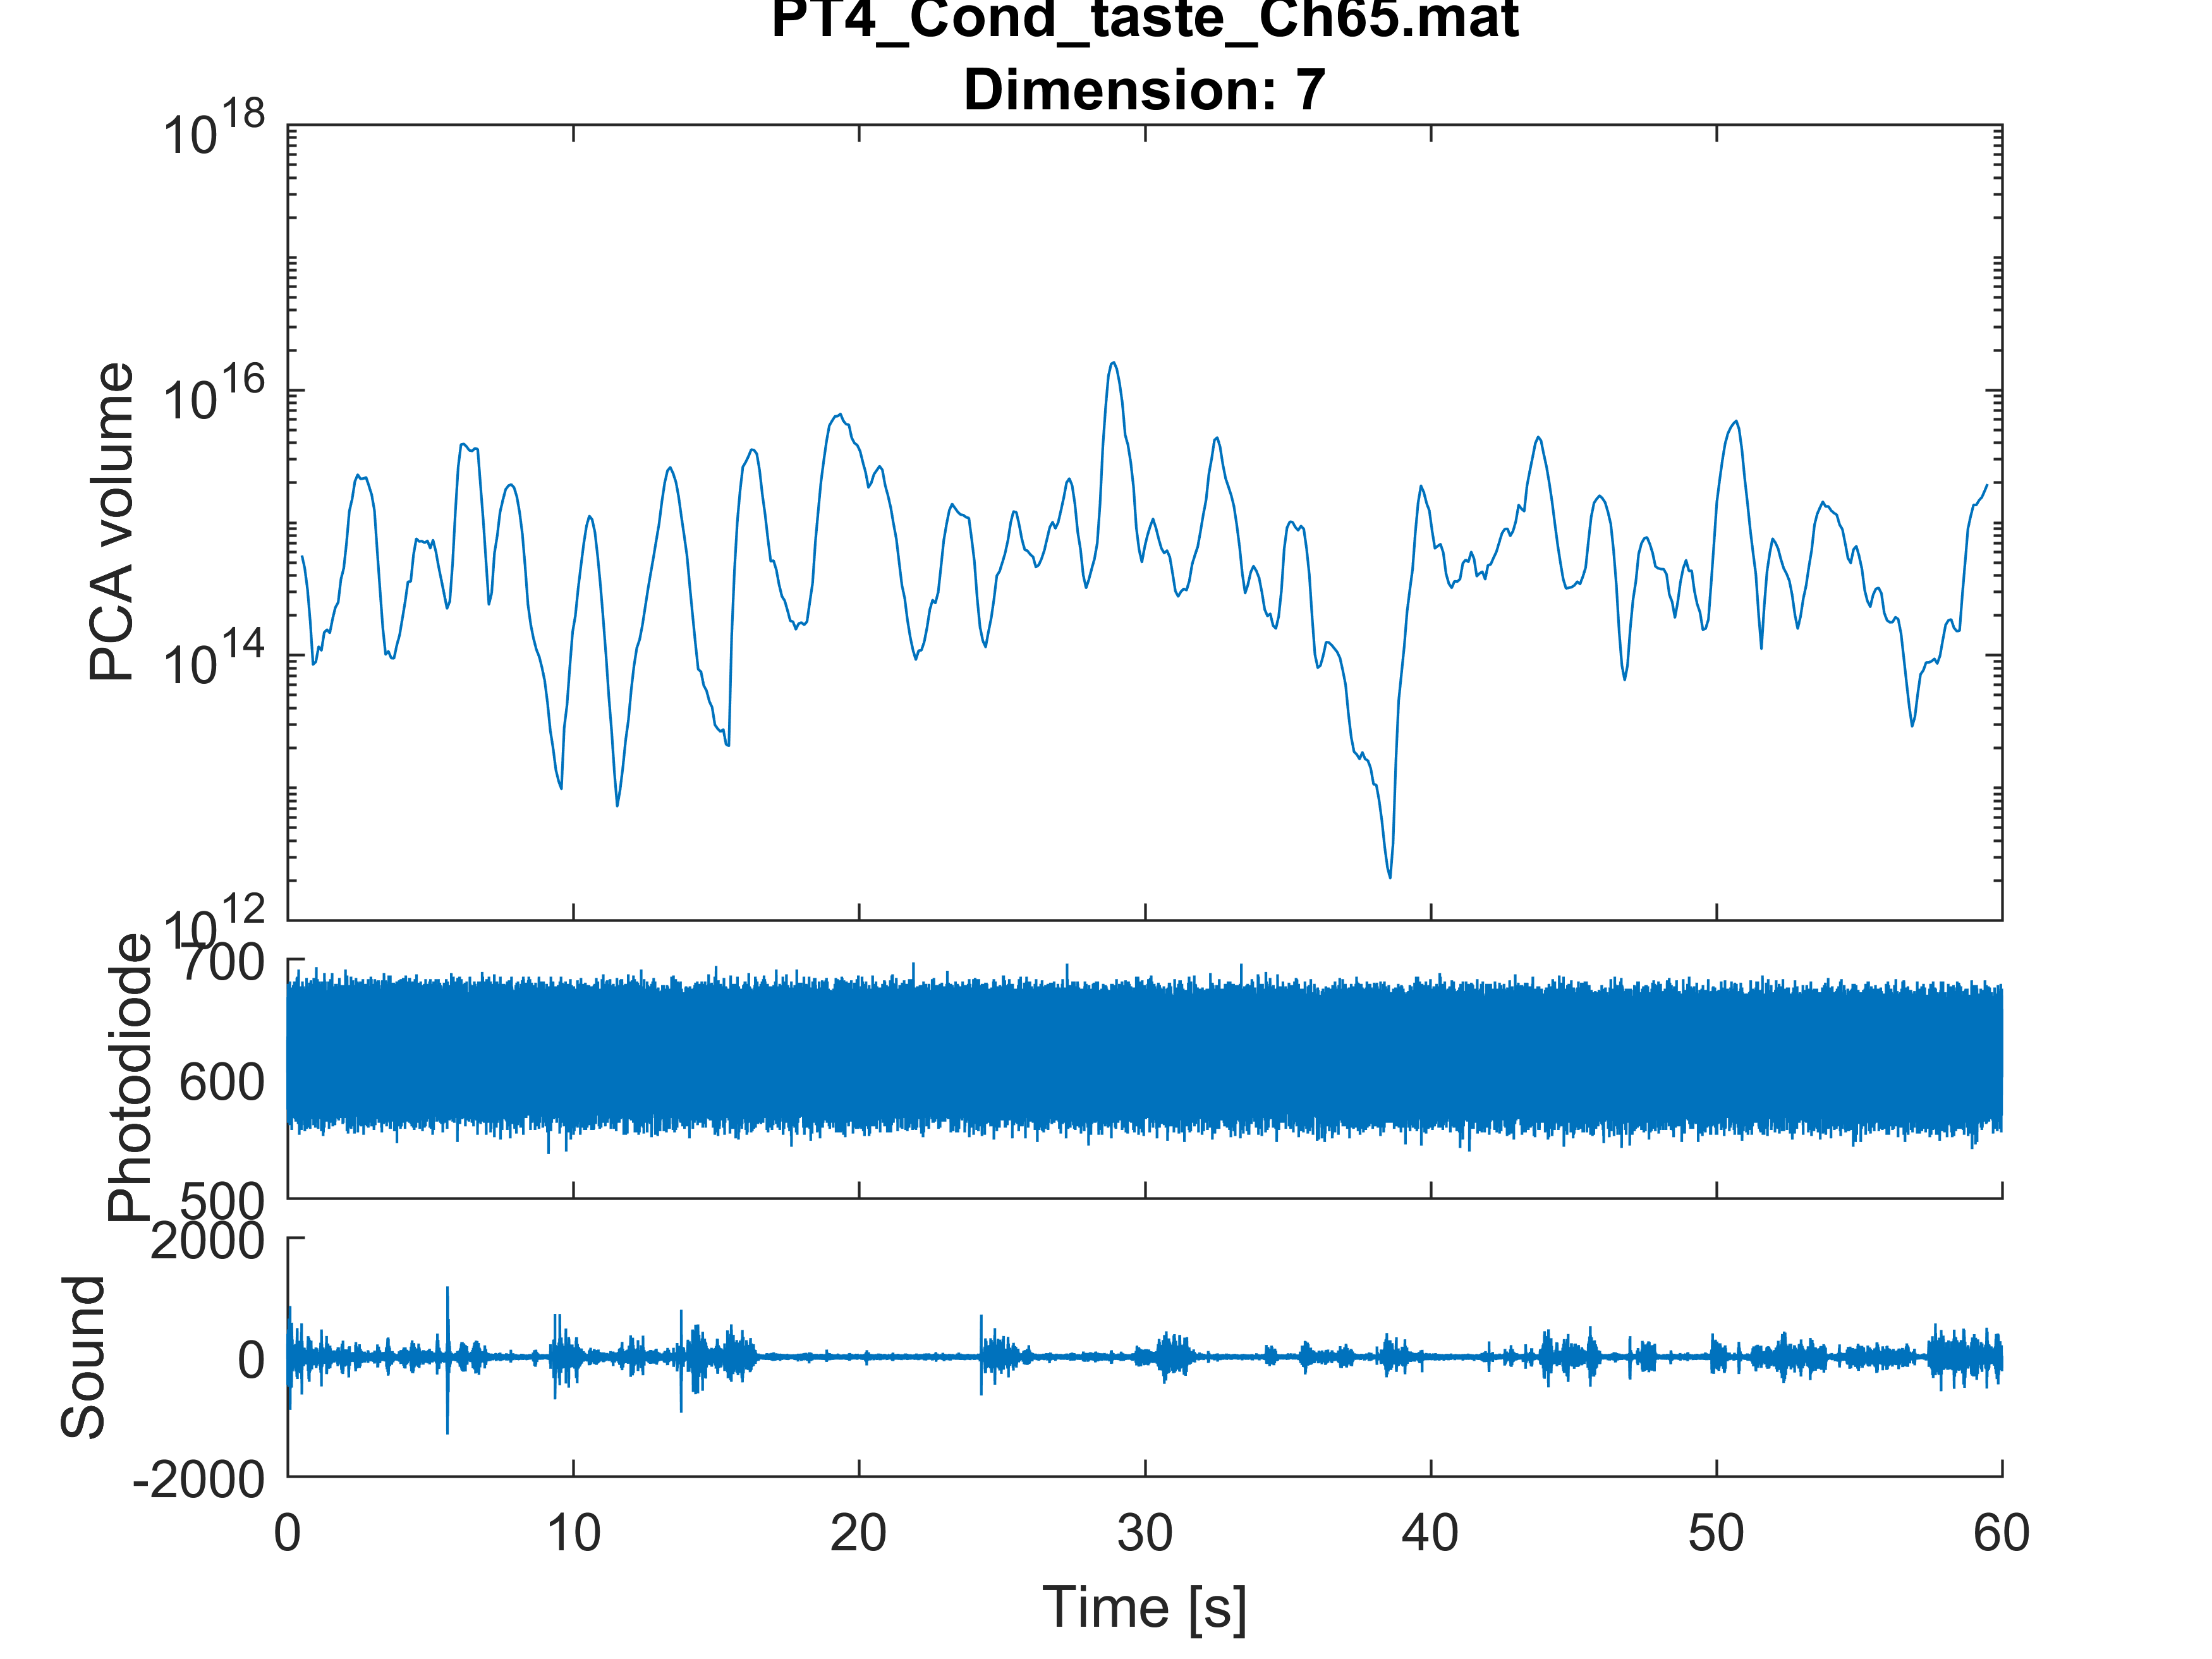 PT4_Cond_taste_Ch65.mat
Dimension: 7
PCA volume
10^18
10^16
10^14
10^12
Photodiode
700
600
500
Sound
2000
0
-2000
0 10 20 30 40 50 60
Time [s]